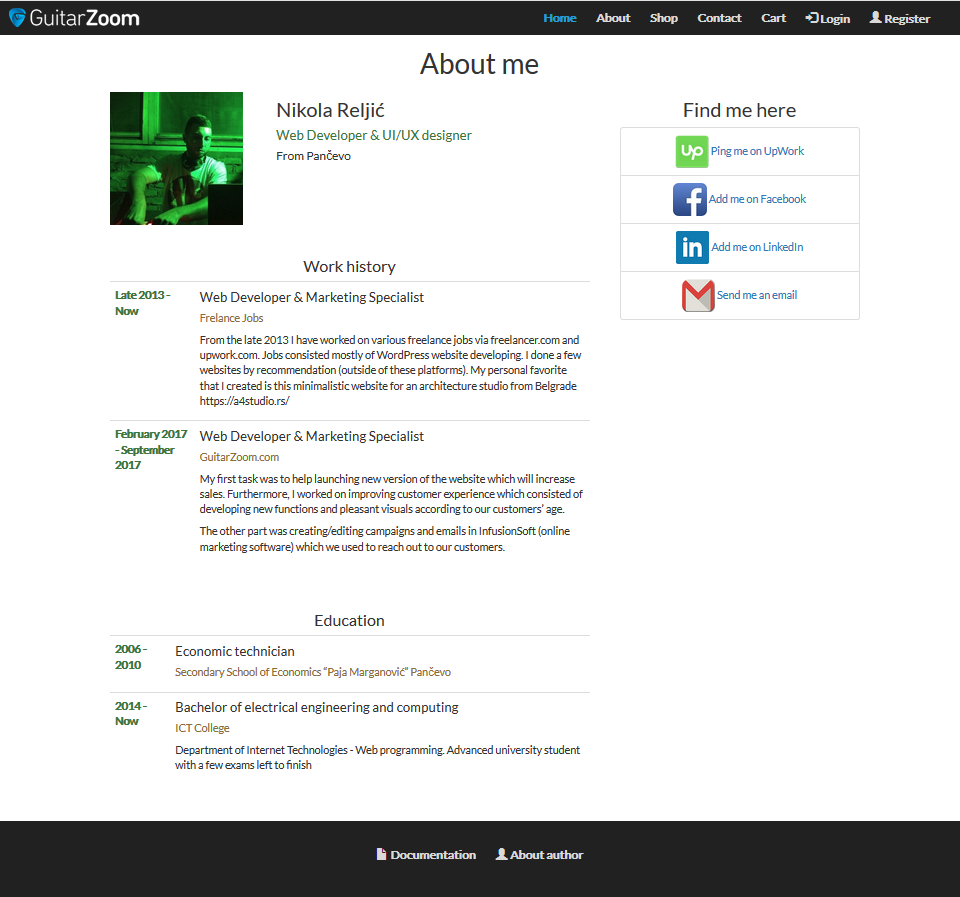 GuitarZoom
Home About Shop Contact Cart Login Register
About me
Nikola Reljić
Web Developer & UI/UX designer
From Pančevo
Find me here
Up Ping me on UpWork
f Add me on Facebook
in Add me on LinkedIn
Send me an email
Work history
Late 2013 -
Now
Web Developer & Marketing Specialist
Frelance Jobs
From the late 2013 I have worked on various freelance jobs via freelancer.com and
upwork.com. Jobs consisted mostly of WordPress website developing. I done a few
websites by recommendation (outside of these platforms). My personal favorite
that I created is this minimalistic website for an architecture studio from Belgrade
https://a4studio.rs/
February 2017
- September
2017
Web Developer & Marketing Specialist
GuitarZoom.com
My first task was to help launching new version of the website which will increase
sales. Furthermore, I worked on improving customer experience which consisted of
developing new functions and pleasant visuals according to our customers’ age.
The other part was creating/editing campaigns and emails in InfusionSoft (online
marketing software) which we used to reach out to our customers.
Education
2006 -
2010
Economic technician
Secondary School of Economics “Paja Marganović” Pančevo
2014 -
Now
Bachelor of electrical engineering and computing
ICT College
Department of Internet Technologies - Web programming. Advanced university student
with a few exams left to finish
Documentation About author